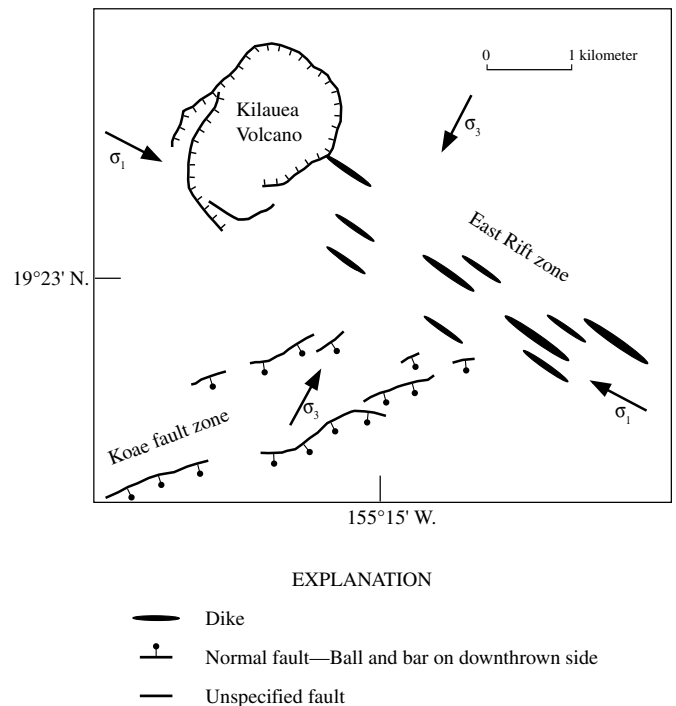 0 1 kilometer
Kilauea
Volcano
σ3
σ1
East Rift zone
19°23' N.
σ3
σ1
Koae fault zone
155°15' W.
EXPLANATION
Dike
Normal fault—Ball and bar on downthrown side
Unspecified fault